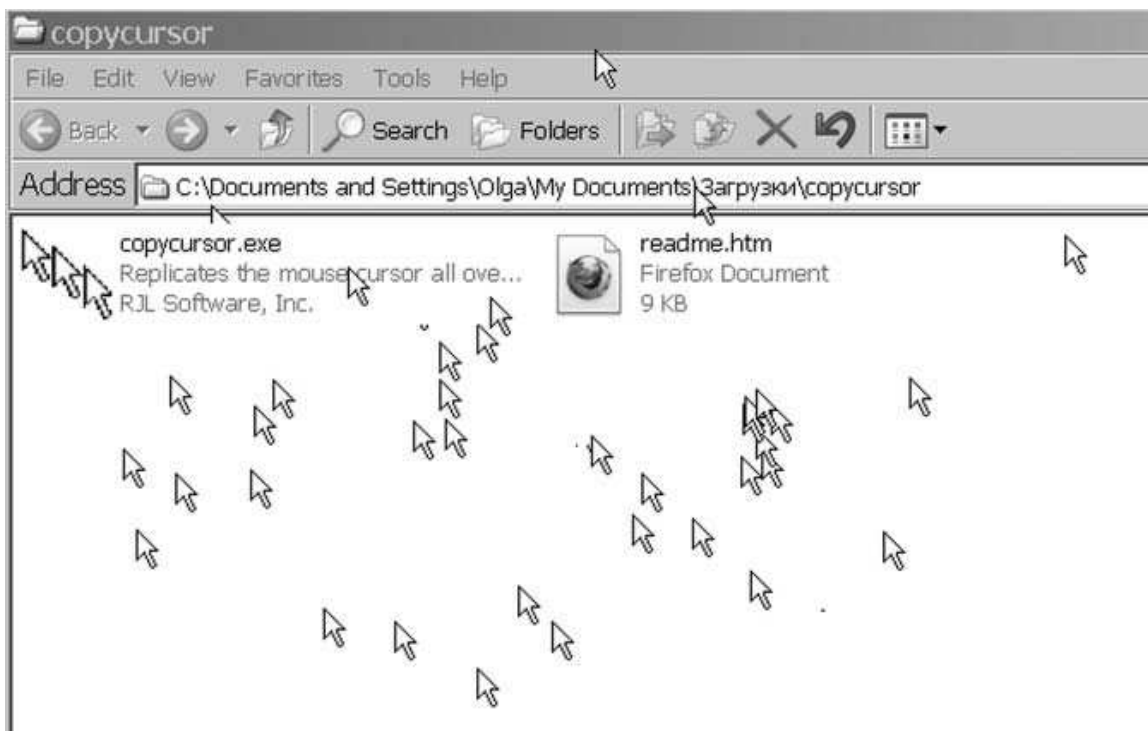 copycursor
File Edit View Favorites Tools Help
Back Search Folders
Address C:\Documents and Settings\Olga\My Documents\Загрузки\copycursor
copycursor.exe
Replicates the mouse cursor all ove...
RJL Software, Inc.
readme.htm
Firefox Document
9 KB